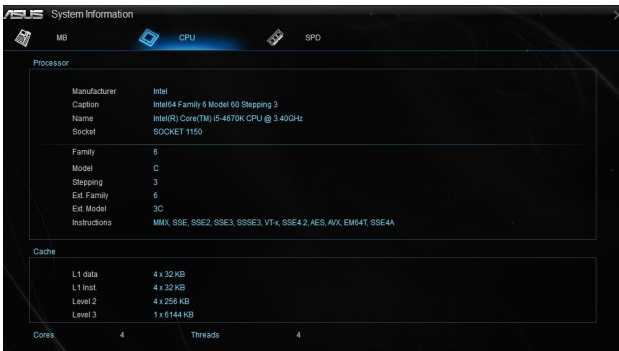 ASUS System Information
MB CPU SPD
Processor
Manufacturer Intel
Caption Intel64 Family 6 Model 60 Stepping 3
Name Intel(R) Core(TM) i5-4670K CPU @ 3.40GHz
Socket SOCKET 1150
Family 6
Model C
Stepping 3
Ext. Family 6
Ext. Model 3C
Instructions MMX, SSE, SSE2, SSE3, SSSE3, VT-x, SSE4.2, AES, AVX, EM64T, SSE4A
Cache
L1 data 4 x 32 KB
L1 Inst. 4 x 32 KB
Level 2 4 x 256 KB
Level 3 1 x 6144 KB
Cores 4 Threads 4